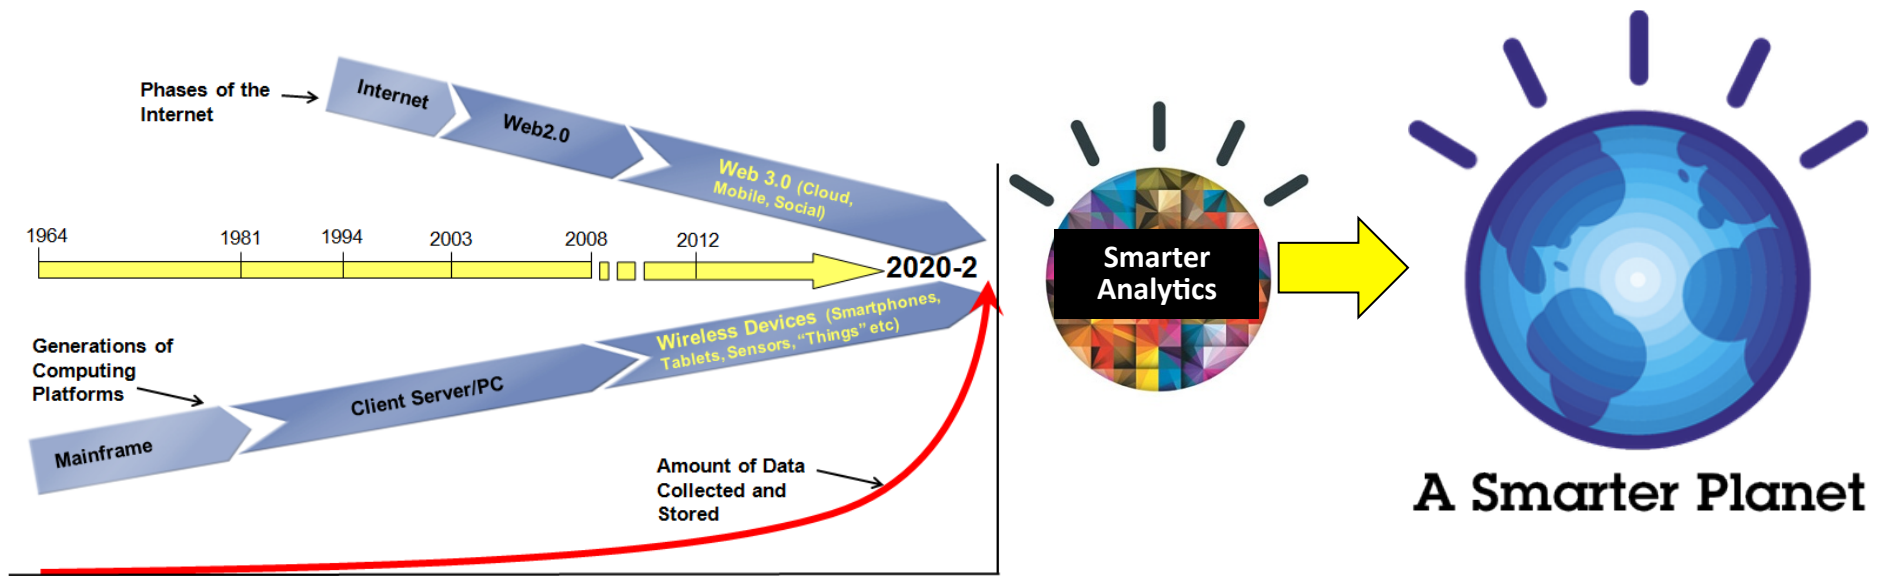 Phases of the
Internet
Internet
Web2.0
Web 3.0 (Cloud,
Mobile, Social)
1964
1981
1994
2003
2008
2012
2020-2
Smarter
Analytics
Wireless Devices (Smartphones,
Tablets, Sensors, “Things” etc)
Generations of
Computing
Platforms
Client Server/PC
Mainframe
Amount of Data
Collected and
Stored
A Smarter Planet